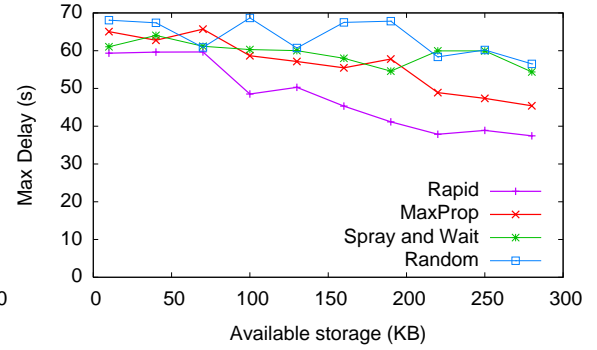 70
60
50
40
30
20
10
0
Max Delay (s)
Rapid
MaxProp
Spray and Wait
Random
0
0 50 100 150 200 250 300
Available storage (KB)